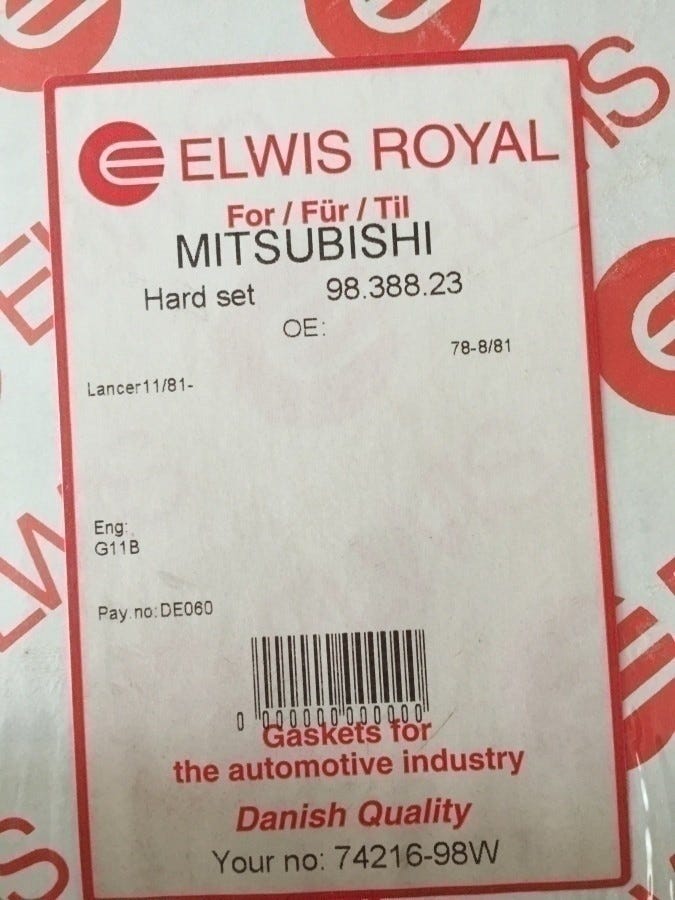 ELWIS ROYAL
For / Für / Til
MITSUBISHI
Hard set 98.388.23
OE:
78-8/81
Lancer11/81-
Eng:
G11B
Pay.no:DE060
0 000000 000000
Gaskets for
the automotive industry
Danish Quality
Your no: 74216-98W